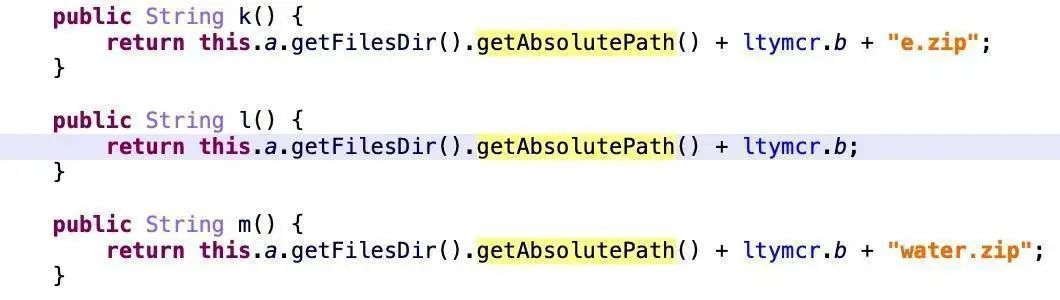 public String k() {
return this.a.getFilesDir().getAbsolutePath() + ltymcr.b + "e.zip";
}
public String l() {
return this.a.getFilesDir().getAbsolutePath() + ltymcr.b;
}
public String m() {
return this.a.getFilesDir().getAbsolutePath() + ltymcr.b + "water.zip";
}